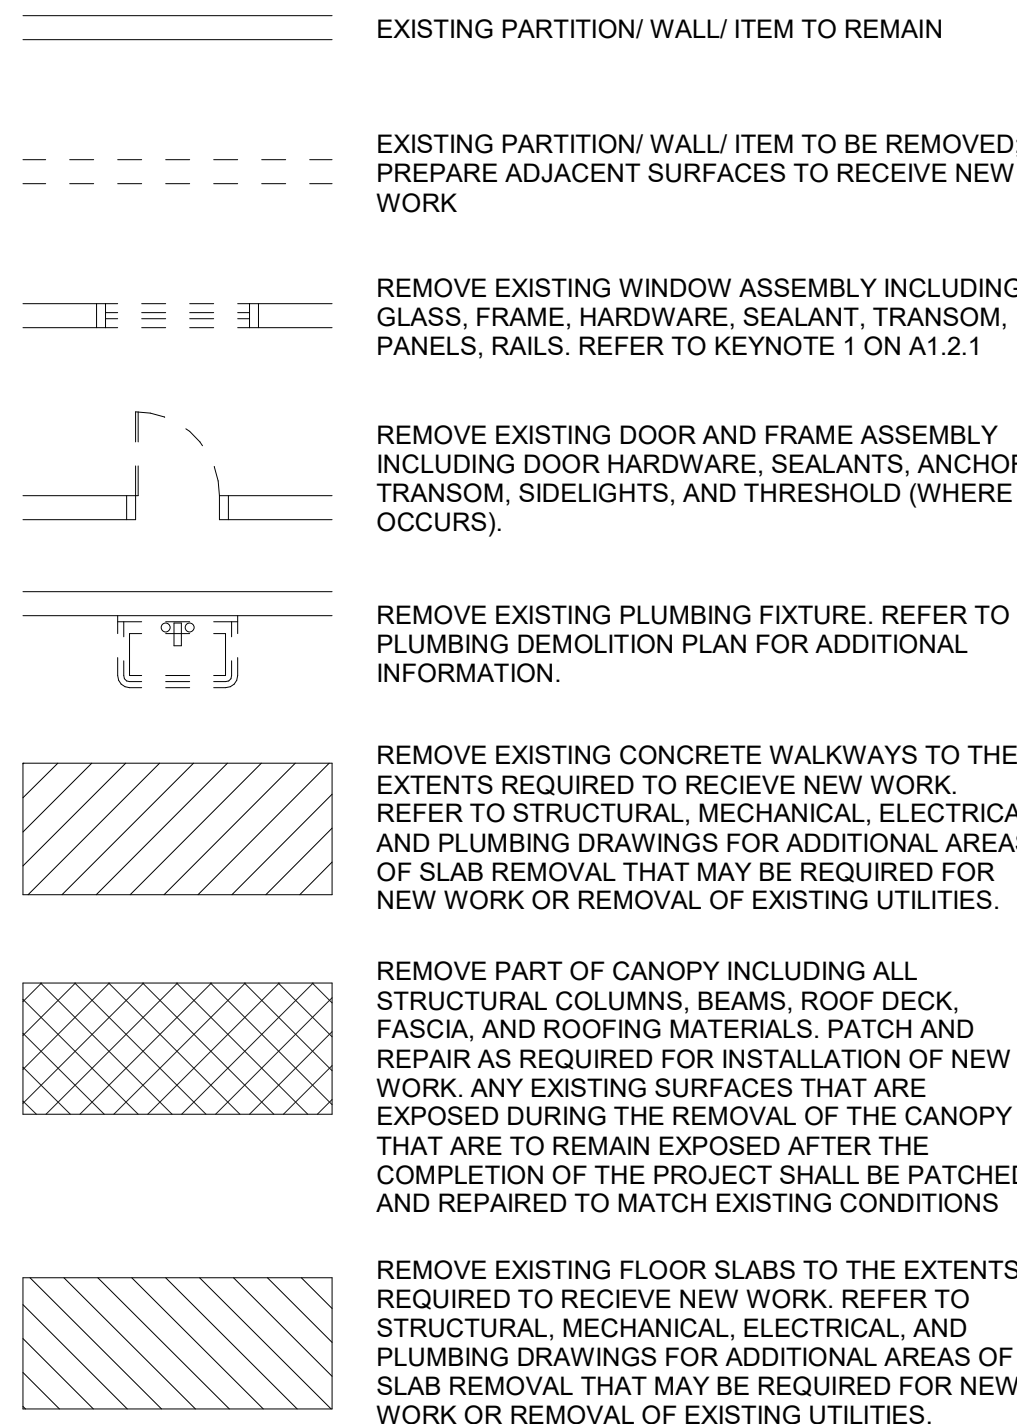 EXISTING PARTITION/ WALL/ ITEM TO REMAIN
EXISTING PARTITION/ WALL/ ITEM TO BE REMOVED;
PREPARE ADJACENT SURFACES TO RECEIVE NEW
WORK
REMOVE EXISTING WINDOW ASSEMBLY INCLUDING
GLASS, FRAME, HARDWARE, SEALANT, TRANSOM,
PANELS, RAILS. REFER TO KEYNOTE 1 ON A1.2.1
REMOVE EXISTING DOOR AND FRAME ASSEMBLY
INCLUDING DOOR HARDWARE, SEALANTS,
TRANSOM, SIDELIGHTS, AND THRESHOLD (WHERE
OCCURS).
REMOVE EXISTING PLUMBING FIXTURE. REFER TO
PLUMBING DEMOLITION PLAN FOR ADDITIONAL
INFORMATION.
REMOVE EXISTING CONCRETE WALKWAYS TO THE
EXTENTS REQUIRED TO RECIEVE NEW WORK.
REFER TO STRUCTURAL, MECHANICAL,
AND PLUMBING DRAWINGS FOR ADDITIONAL AREAS
OF SLAB REMOVAL THAT MAY BE REQUIRED FOR
NEW WORK OR REMOVAL OF EXISTING UTILITIES.
REMOVE PART OF CANOPY INCLUDING ALL
STRUCTURAL COLUMNS, BEAMS, ROOF DECK,
FASCIA, AND ROOFING MATERIALS. PATCH AND
REPAIR AS REQUIRED FOR INSTALLATION OF NEW
WORK. ANY EXISTING SURFACES THAT ARE
EXPOSED DURING THE REMOVAL OF THE CANOPY
THAT ARE TO REMAIN EXPOSED AFTER THE
COMPLETION OF THE PROJECT SHALL BE PATCHED
AND REPAIRED TO MATCH EXISTING CONDITIONS
REMOVE EXISTING FLOOR SLABS TO THE EXTENTS
REQUIRED TO RECIEVE NEW WORK. REFER TO
STRUCTURAL, MECHANICAL, ELECTRICAL, AND
PLUMBING DRAWINGS FOR ADDITIONAL AREAS OF
SLAB REMOVAL THAT MAY BE REQUIRED FOR NEW
WORK OR REMOVAL OF EXISTING UTILITIES.